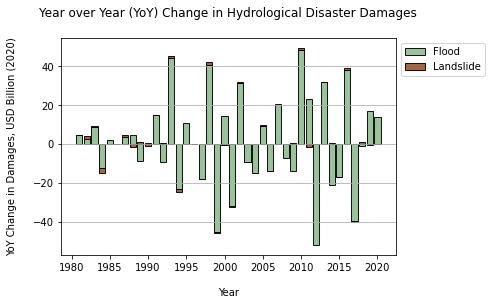 Year over Year (YoY) Change in Hydrological Disaster Damages
Flood
Landslide
YoY Change in Damages, USD Billion (2020)
40
20
0
−20
−40
1980
1985
1990
1995
2000
2005
2010
2015
2020
Year